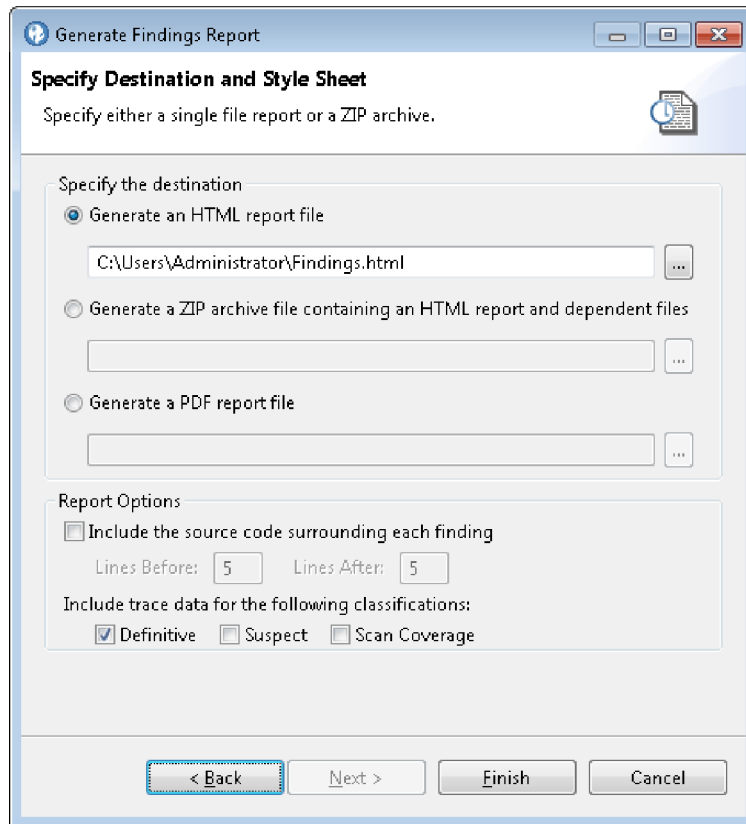 Generate Findings Report
Specify Destination and Style Sheet
Specify either a single file report or a ZIP archive.
Specify the destination
Generate an HTML report file
C:\Users\Administrator\Findings.html
...
Generate a ZIP archive file containing an HTML report and dependent files
...
Generate a PDF report file
...
Report Options
Include the source code surrounding each finding
Lines Before: 5 Lines After: 5
Include trace data for the following classifications:
Definitive Suspect Scan Coverage
< Back Next > Finish Cancel